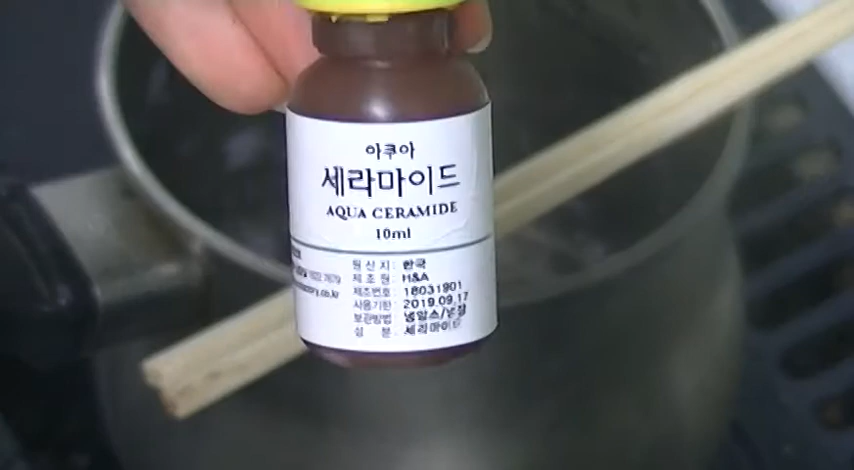 아쿠아
세라마이드
AQUA CERAMIDE
10ml
원 산 지 : 한국
제 조 원 : H&A
제조번호 : 18031901
사용기한 : 2019.09.17
보관방법 : 냉암소/냉장
성 분 : 세라마이드